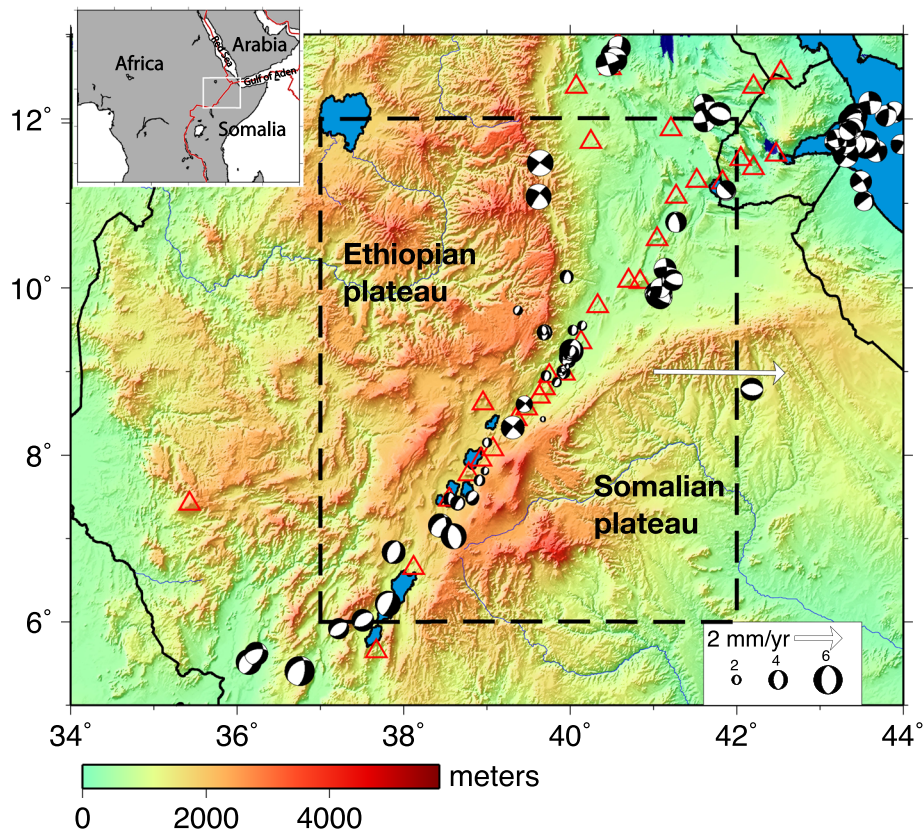 Africa
Arabia
Red Sea
Gulf of Aden
Somalia
12°
10°
8°
6°
Ethiopian
plateau
Somalian
plateau
2 mm/yr
2 4 6
34° 36° 38° 40° 42° 44°
meters
0 2000 4000